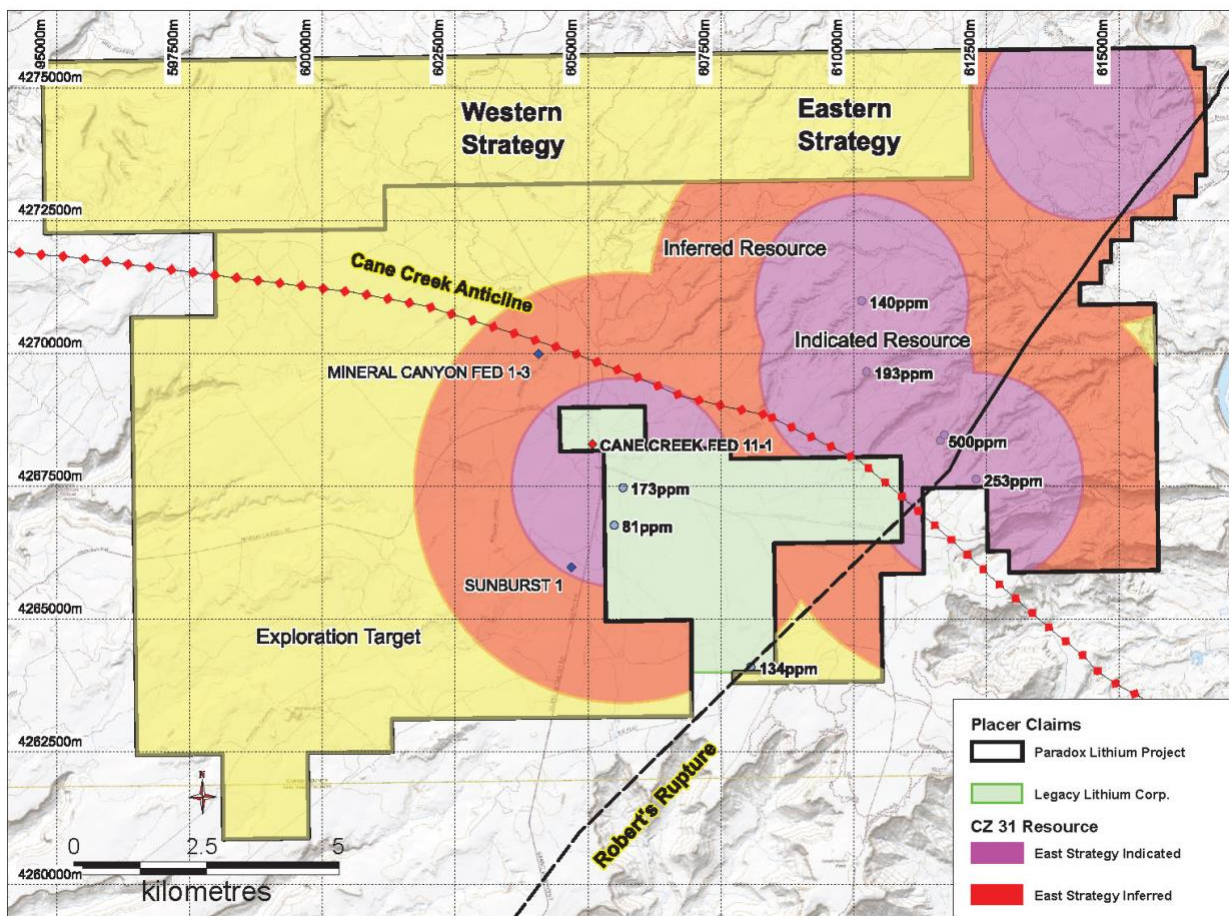 595000m
597500m
600000m
602500m
605000m
607500m
610000m
612500m
615000m
4275000m
Western
Strategy
Eastern
Strategy
4272500m
Inferred Resource
Cane Creek Anticline
140ppm
4270000m
Indicated Resource
MINERAL CANYON FED 1-3
193ppm
CANE CREEK FED 11-1
500ppm
4267500m
173ppm
253ppm
81ppm
SUNBURST 1
4265000m
Exploration Target
134ppm
4262500m
Robert's Rupture
N
0
2.5
5
kilometres
4260000m
Placer Claims
Paradox Lithium Project
Legacy Lithium Corp.
CZ 31 Resource
East Strategy Indicated
East Strategy Inferred